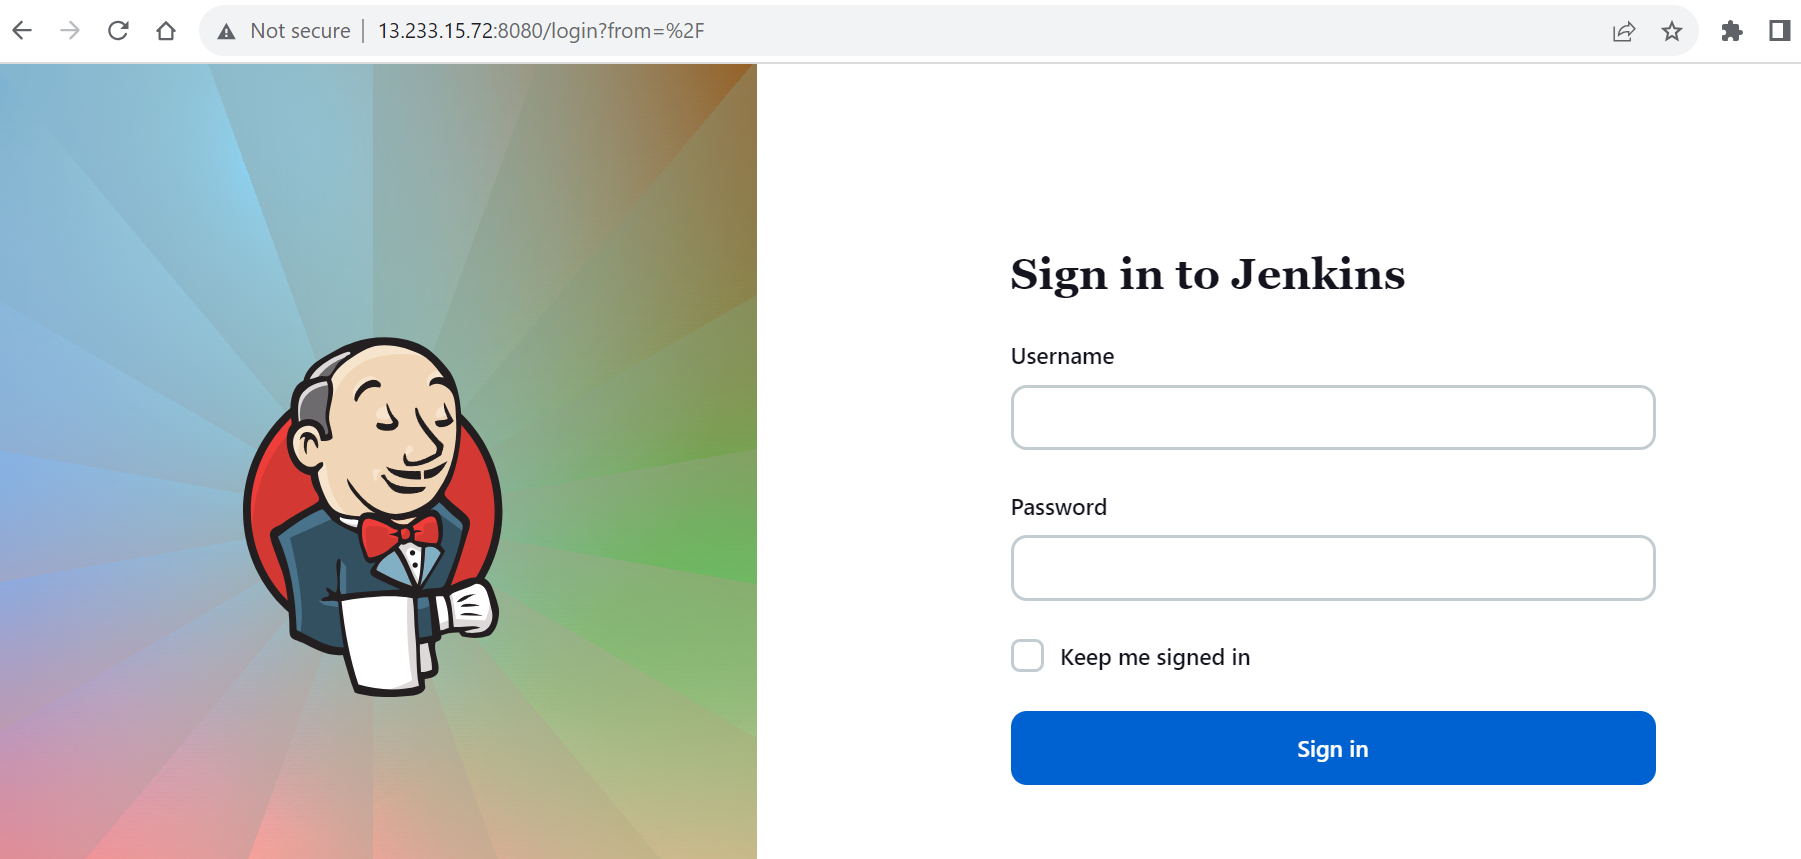 Not secure | 13.233.15.72:8080/login?from=%2F
Sign in to Jenkins
Username
Password
Keep me signed in
Sign in